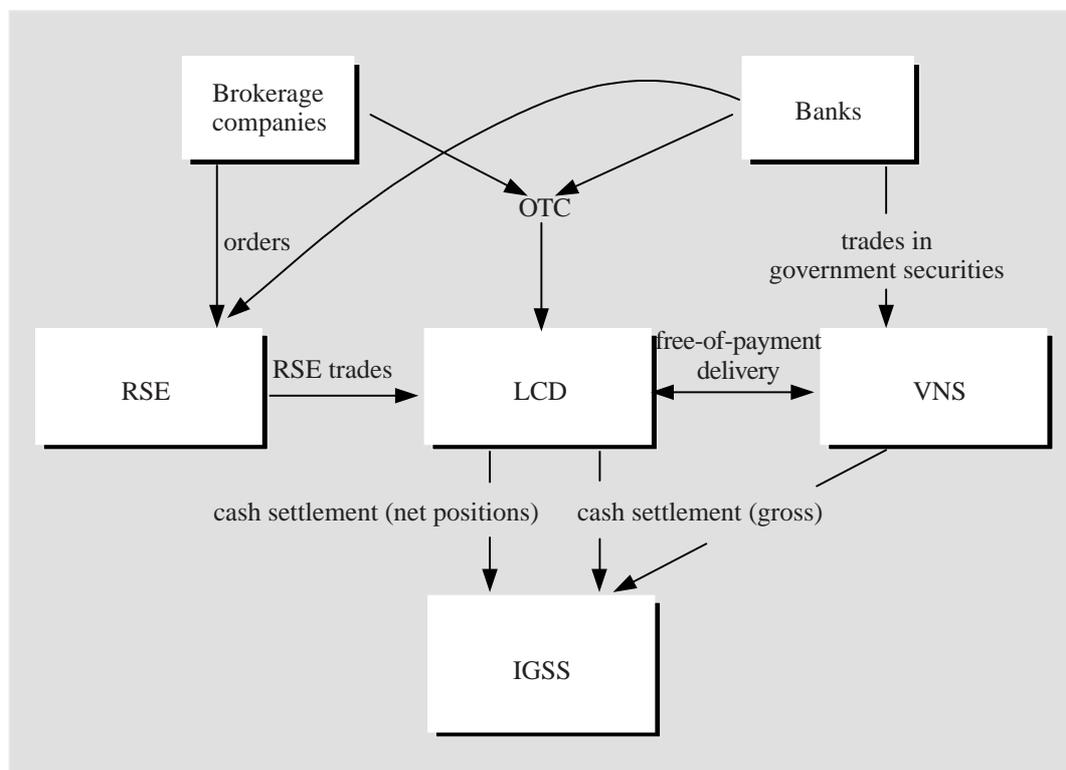 Brokerage
companies
Banks
OTC
orders
trades in
government securities
RSE
RSE trades
LCD
free-of-payment
delivery
VNS
cash settlement (net positions)
cash settlement (gross)
IGSS